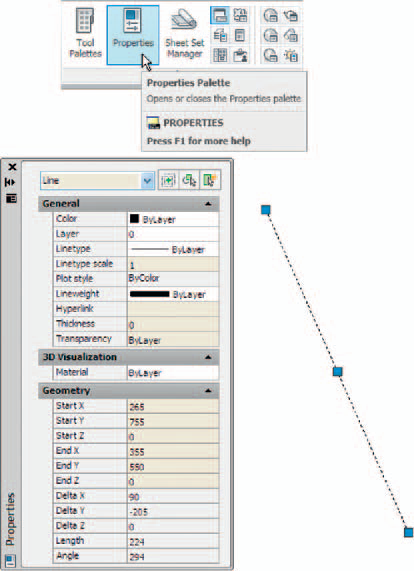 Tool Palettes
Properties
Sheet Set Manager
Properties Palette
Opens or closes the Properties palette
PROPERTIES
Press F1 for more help
Line
General
Color ByLayer
Layer 0
Linetype ByLayer
Linetype scale 1
Plot style ByColor
Lineweight ByLayer
Hyperlink
Thickness 0
Transparency ByLayer
3D Visualization
Material ByLayer
Geometry
Start X 265
Start Y 755
Start Z 0
End X 355
End Y 550
End Z 0
Delta X 90
Delta Y -205
Delta Z 0
Length 224
Angle 294
Properties